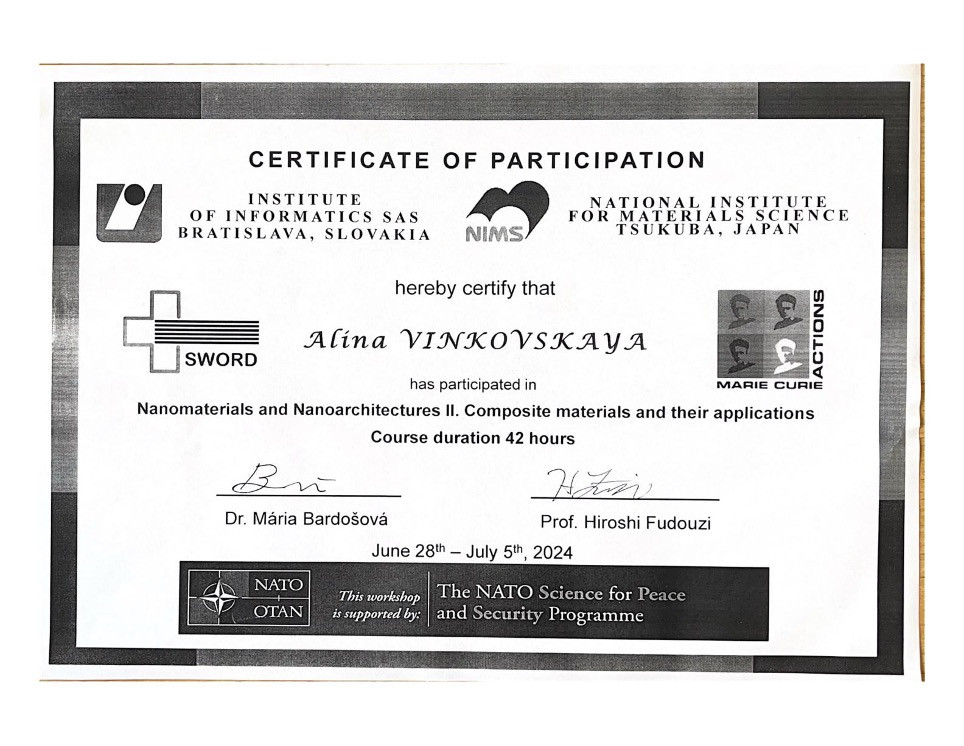 CERTIFICATE OF PARTICIPATION
INSTITUTE
OF INFORMATICS SAS
BRATISLAVA, SLOVAKIA
NIMS
NATIONAL INSTITUTE
FOR MATERIALS SCIENCE
TSUKUBA, JAPAN
hereby certify that
SWORD
Alina VINKOVSKAYA
MARIE CURIE
ACTIONS
has participated in
Nanomaterials and Nanoarchitectures II. Composite materials and their applications
Course duration 42 hours
Dr. Mária Bardošová
Prof. Hiroshi Fudouzi
June 28th – July 5th, 2024
NATO
OTAN
This workshop
is supported by:
The NATO Science for Peace
and Security Programme